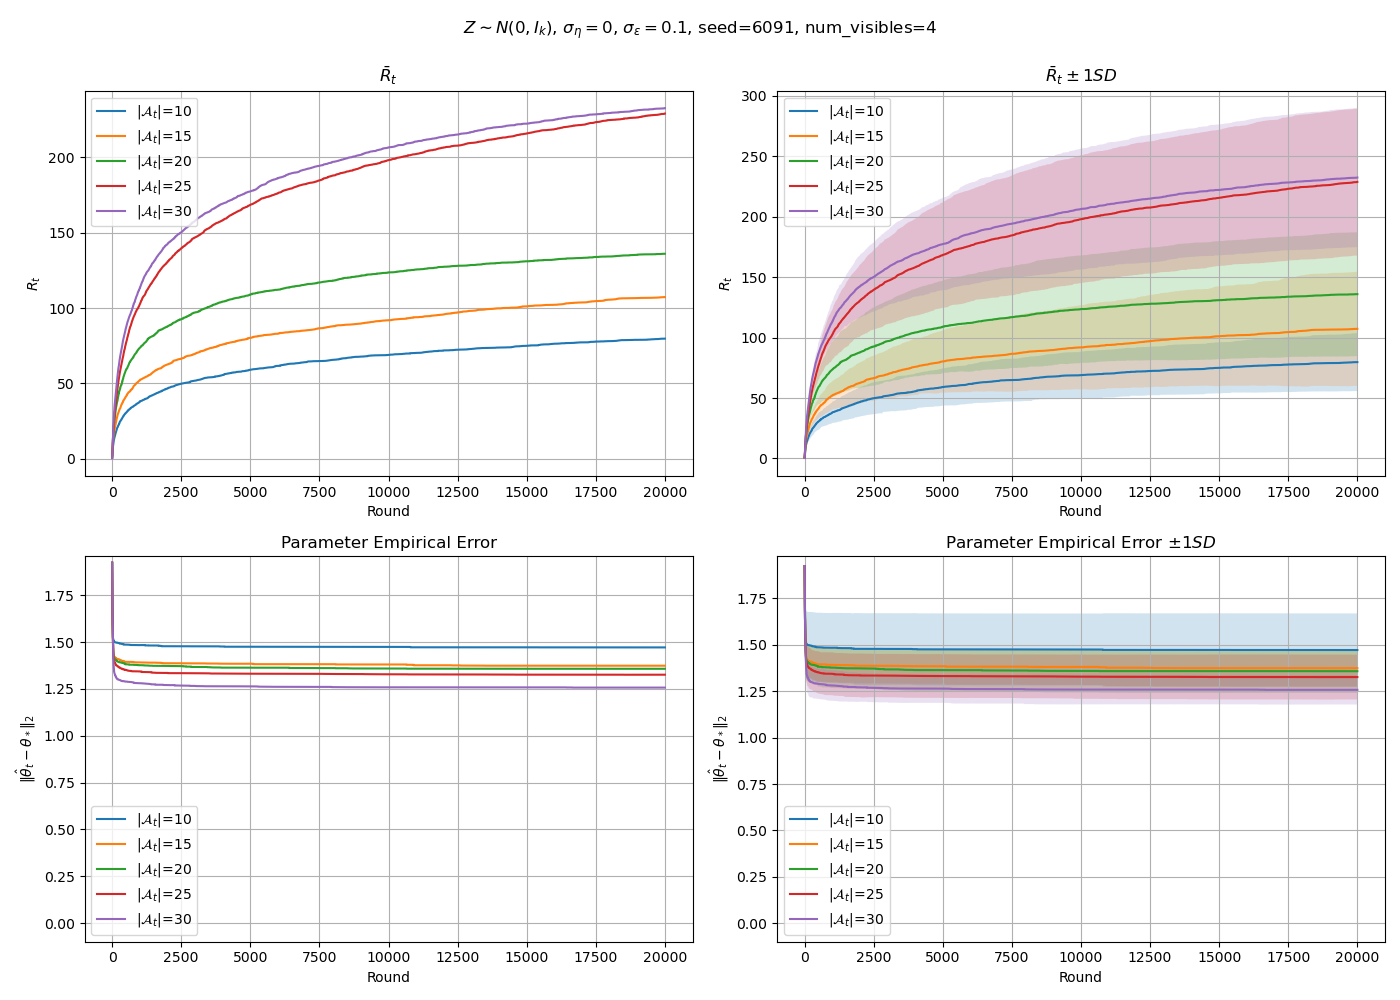 Z ∼ N(0, I_k), σ_η = 0, σ_ε = 0.1, seed=6091, num_visibles=4
R̄_t
R_t
200
150
100
50
0
|𝒜_t|=10
|𝒜_t|=15
|𝒜_t|=20
|𝒜_t|=25
|𝒜_t|=30
0 2500 5000 7500 10000 12500 15000 17500 20000
Round
R̄_t ± 1SD
R_t
300
250
200
150
100
50
0
|𝒜_t|=10
|𝒜_t|=15
|𝒜_t|=20
|𝒜_t|=25
|𝒜_t|=30
0 2500 5000 7500 10000 12500 15000 17500 20000
Round
Parameter Empirical Error
‖θ̂_t − θ_*‖_2
1.75
1.50
1.25
1.00
0.75
0.50
0.25
0.00
|𝒜_t|=10
|𝒜_t|=15
|𝒜_t|=20
|𝒜_t|=25
|𝒜_t|=30
0 2500 5000 7500 10000 12500 15000 17500 20000
Round
Parameter Empirical Error ±1SD
‖θ̂_t − θ_*‖_2
1.75
1.50
1.25
1.00
0.75
0.50
0.25
0.00
|𝒜_t|=10
|𝒜_t|=15
|𝒜_t|=20
|𝒜_t|=25
|𝒜_t|=30
0 2500 5000 7500 10000 12500 15000 17500 20000
Round